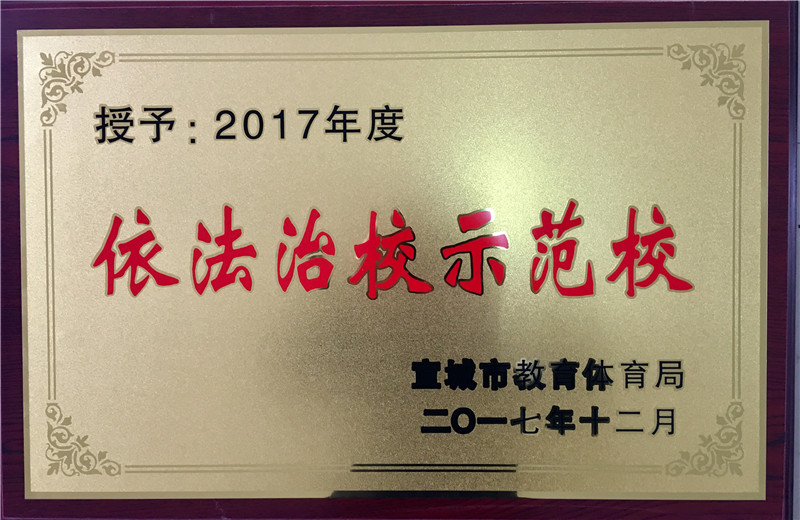 授予：2017年度
依法治校示范校
宣城市教育体育局
二〇一七年十二月